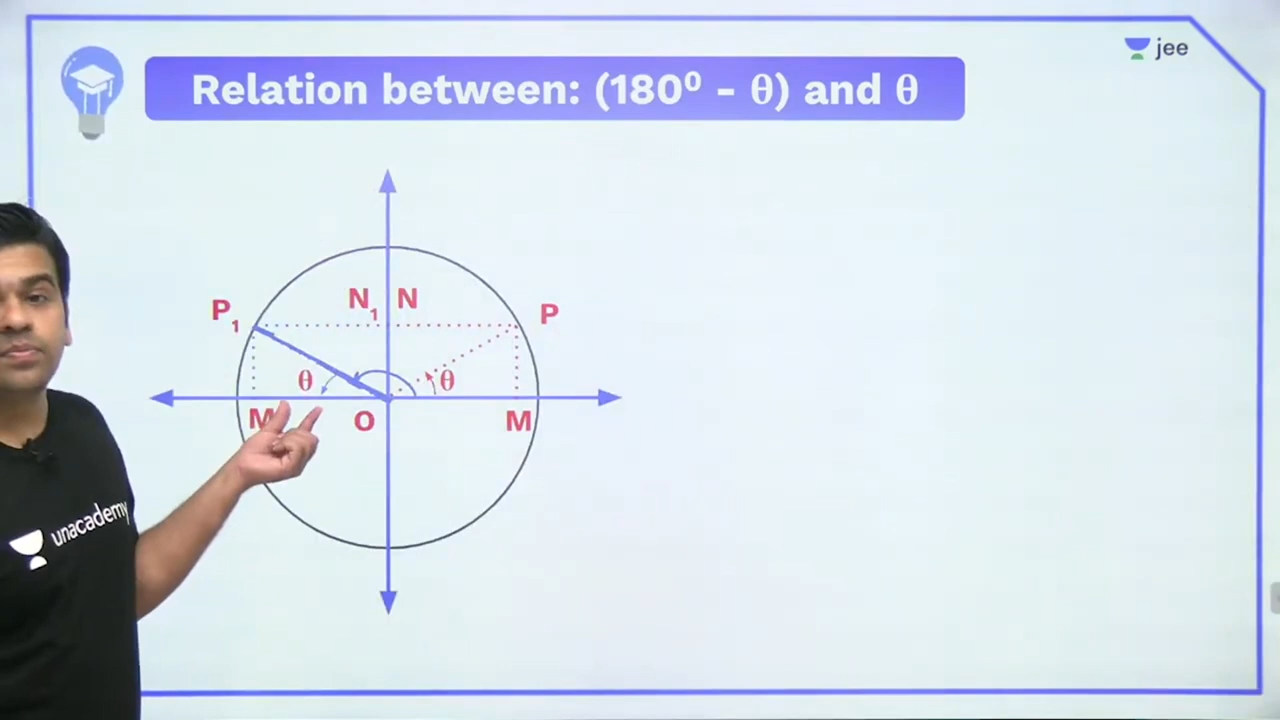 jee
Relation between: (180⁰ - θ) and θ
N₁ N
P₁ P
θ θ
M O M
unacademy